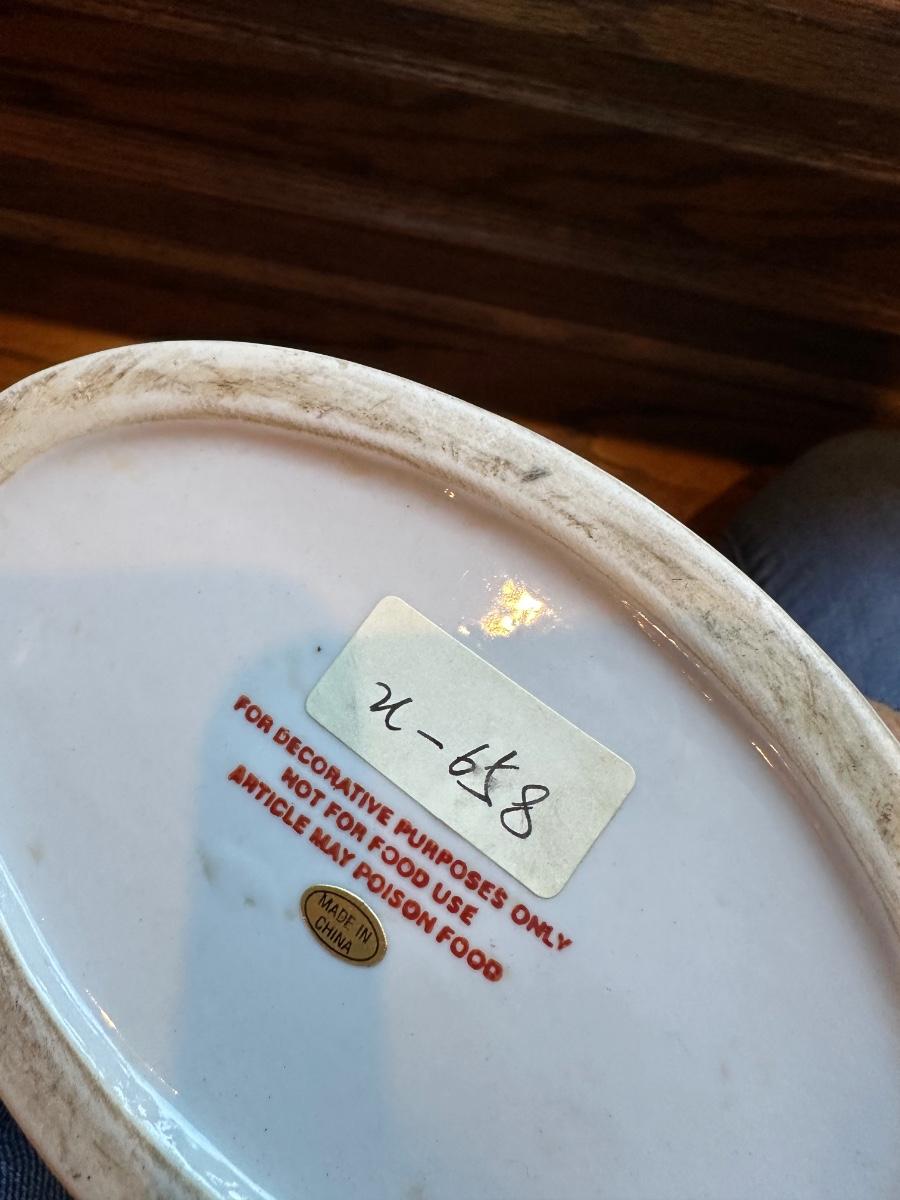 u-658
FOR DECORATIVE PURPOSES ONLY
NOT FOR FOOD USE
ARTICLE MAY POISON FOOD
MADE IN
CHINA